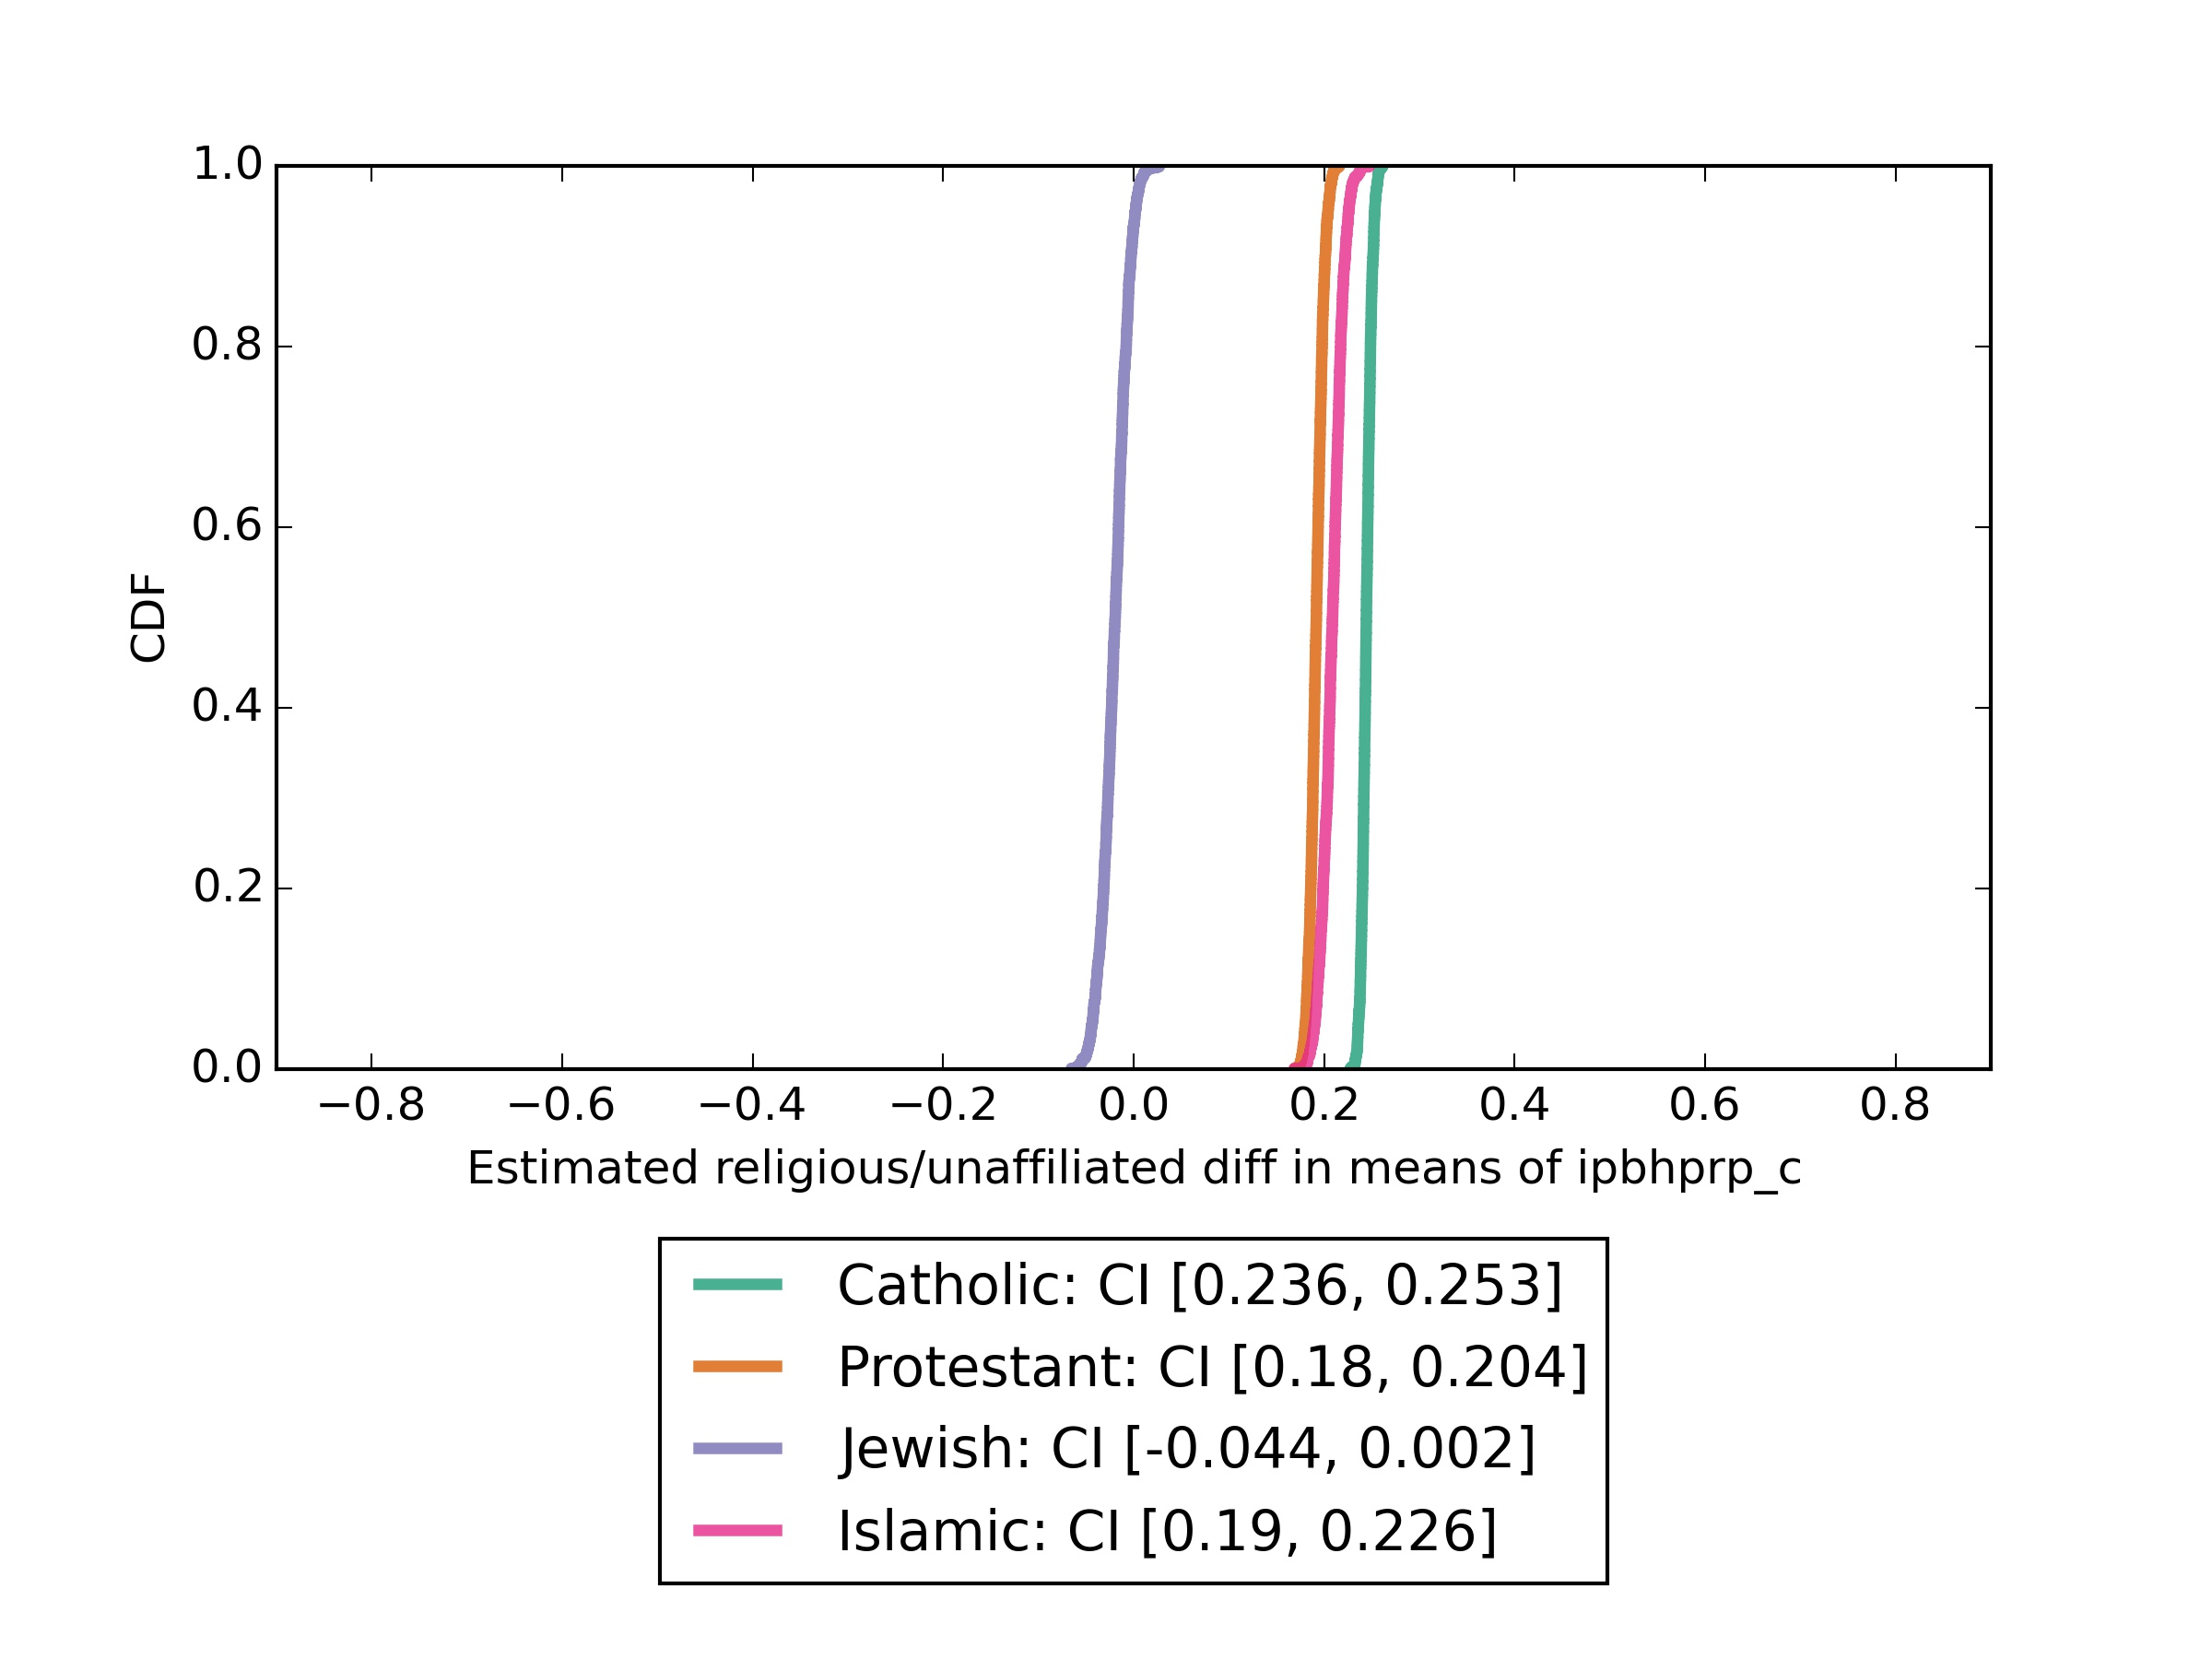 1.0
0.8
0.6
0.4
0.2
0.0
CDF
−0.8 −0.6 −0.4 −0.2 0.0 0.2 0.4 0.6 0.8
Estimated religious/unaffiliated diff in means of ipbhprp_c
Catholic: CI [0.236, 0.253]
Protestant: CI [0.18, 0.204]
Jewish: CI [-0.044, 0.002]
Islamic: CI [0.19, 0.226]